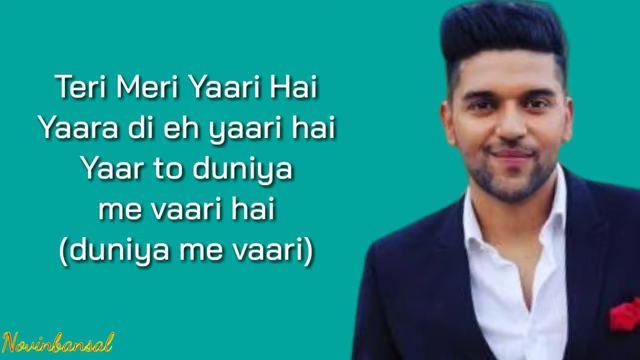 Teri Meri Yaari Hai
Yaara di eh yaari hai
Yaar to duniya
me vaari hai
(duniya me vaari)
Novinbansal